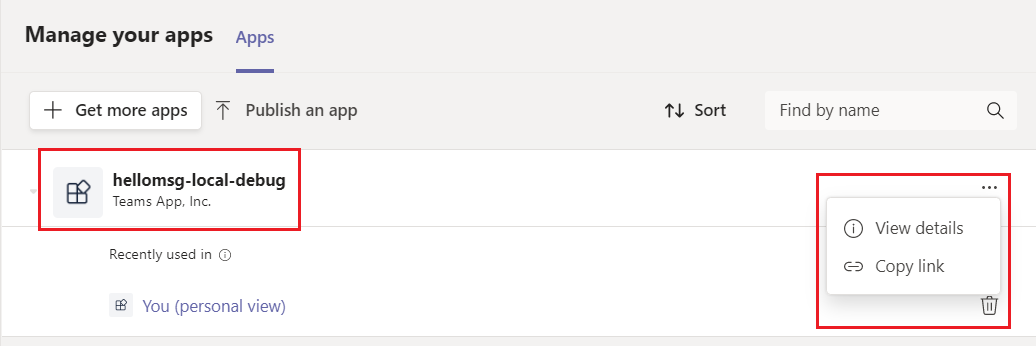 Manage your apps Apps
Get more apps Publish an app Sort Find by name
hellomsg-local-debug
Teams App, Inc.
View details
Recently used in
Copy link
You (personal view)